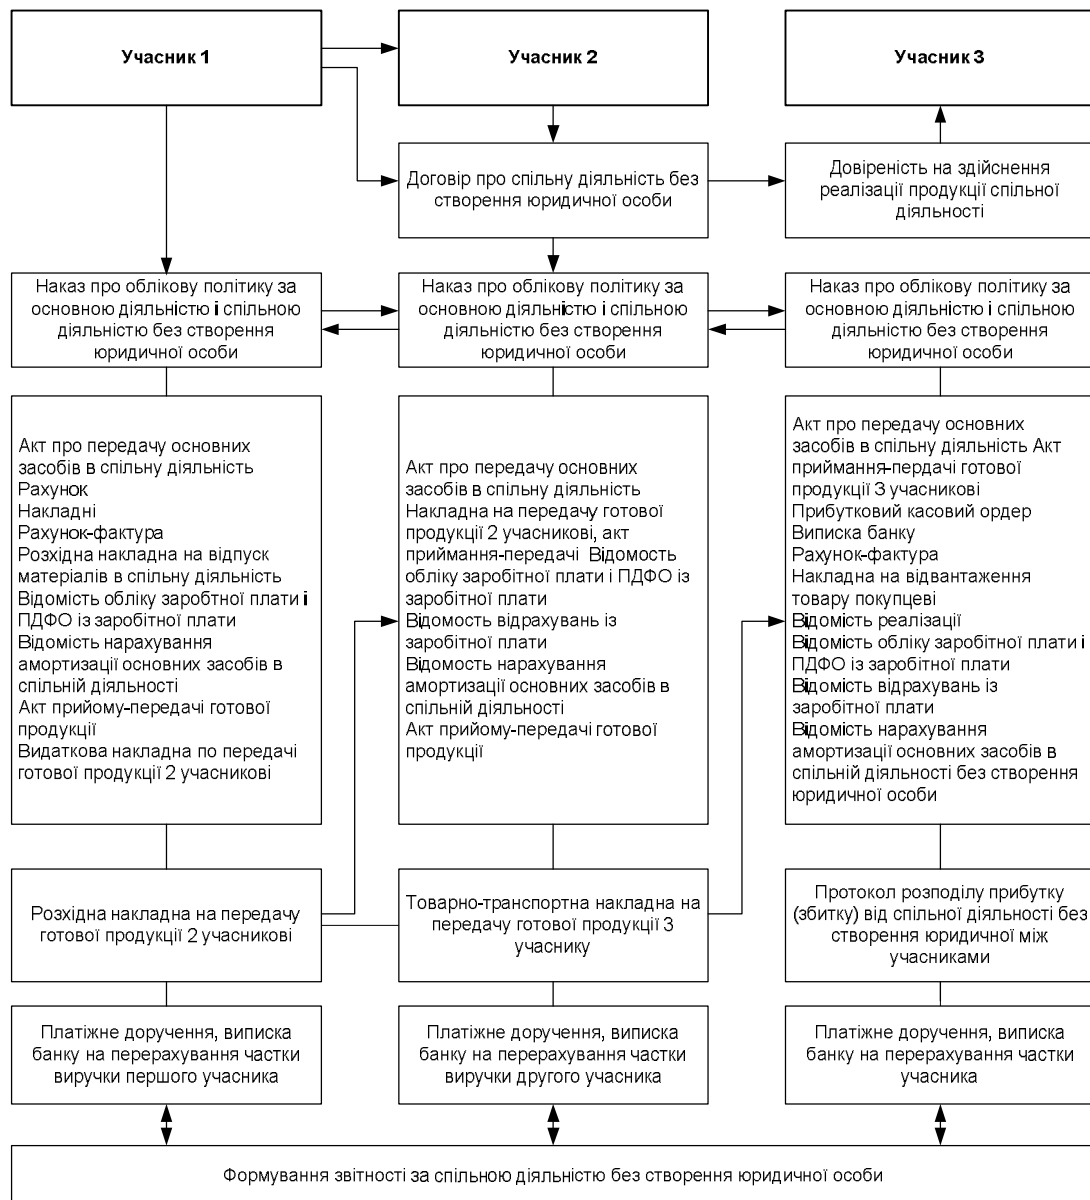 Учасник 1
Учасник 2
Учасник 3
Договір про спільну діяльність без
створення юридичної особи
Довіреність на здійснення
реалізації продукції спільної
діяльності
Наказ про облікову політику за
основною діяльністю і спільною
діяльністю без створення
юридичної особи
Наказ про облікову політику за
основною діяльністю і спільною
діяльністю без створення
юридичної особи
Наказ про облікову політику за
основною діяльністю і спільною
діяльністю без створення
юридичної особи
Акт про передачу основних
засобів в спільну діяльність
Рахунок
Накладні
Рахунок-фактура
Розхідна накладна на відпуск
матеріалів в спільну діяльність
Відомість обліку заробтної плати і
ПДФО із заробітної плати
Відомість нарахування
амортизації основних засобів в
спільній діяльності
Акт прийому-передачі готової
продукції
Видаткова накладна по передачі
готової продукції 2 учасникові
Акт про передачу основних
засобів в спільну діяльність
Накладна на передачу готової
продукції 2 учасникові, акт
приймання-передачі Відомость
обліку заробітної плати і ПДФО із
заробітної плати
Відомость відрахувань із
заробітної плати
Відомость нарахування
амортизації основних засобів в
спільній діяльності
Акт прийому-передачі готової
продукції
Акт про передачу основних
засобів в спільну діяльність Акт
приймання-пердачі готової
продукції 3 учасникові
Прибутковий касовий ордер
Виписка банку
Рахунок-фактура
Накладна на відвантаження
товару покупцеві
Відомість реалізації
Відомість обліку заробітної плати і
ПДФО із заробітної плати
Відомість відрахувань із
заробітної плати
Відомість нарахування
амортизації основних засобів в
спільній діяльності без створення
юридичної особи
Розхідна накладна на передачу
готової продукції 2 учасникові
Товарно-транспортна накладна на
передачу готової продукції 3
учаснику
Протокол розподілу прибутку
(збитку) від спільної діяльності без
створення юридичної між
учасниками
Платіжне доручення, виписка
банку на перерахування частки
виручки першого учасника
Платіжне доручення, виписка
банку на перерахування частки
виручки другого учасника
Платіжне доручення, виписка
банку на перерахування частки
учасника
Формування звітності за спільною діяльністю без створення юридичної особи